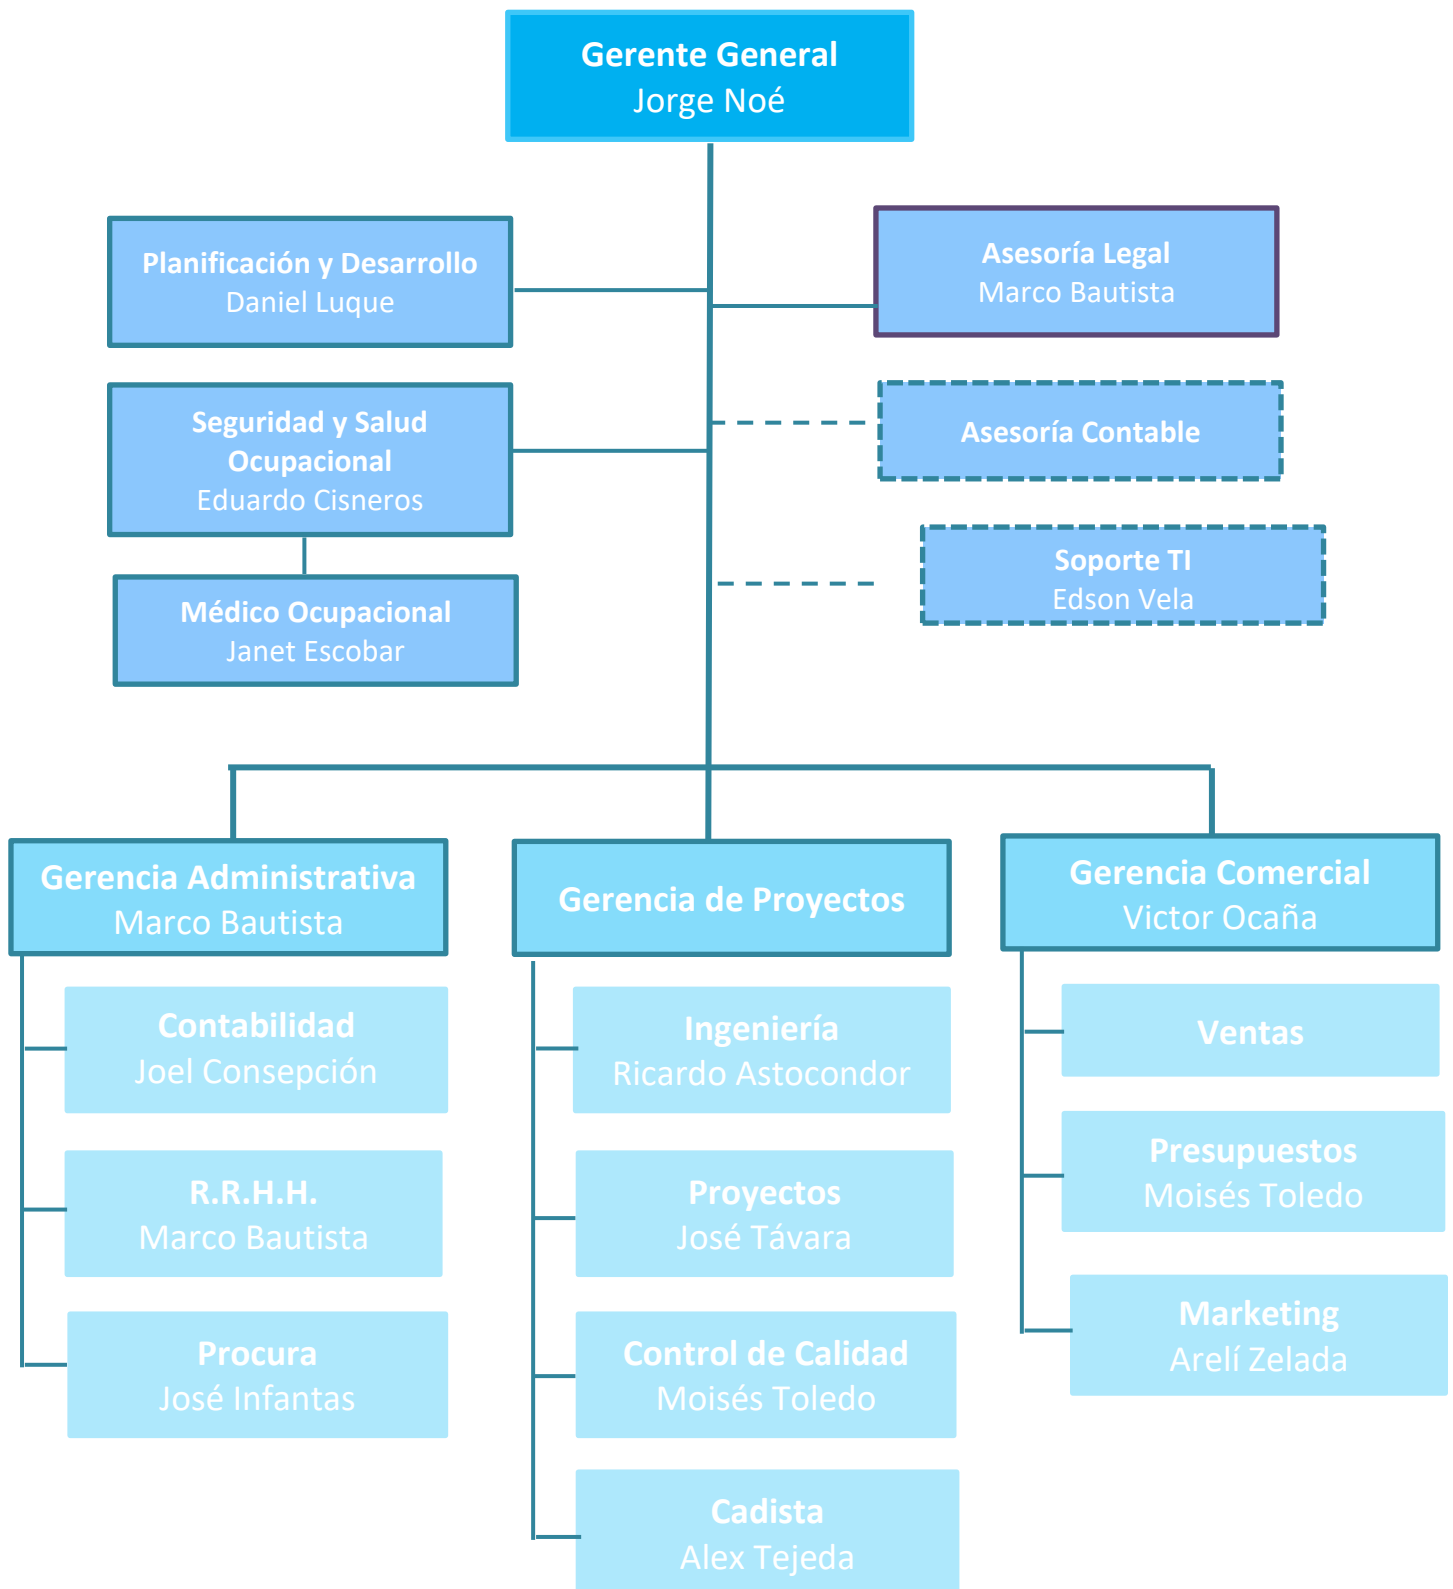 Gerente General
Jorge Noé
Planificación y Desarrollo
Daniel Luque
Asesoría Legal
Marco Bautista
Seguridad y Salud
Ocupacional
Eduardo Cisneros
Asesoría Contable
Médico Ocupacional
Janet Escobar
Soporte TI
Edson Vela
Gerencia Administrativa
Marco Bautista
Contabilidad
Joel Consepción
R.R.H.H.
Marco Bautista
Procura
José Infantas
Gerencia de Proyectos
Ingeniería
Ricardo Astocondor
Proyectos
José Távara
Control de Calidad
Moisés Toledo
Cadista
Alex Tejeda
Gerencia Comercial
Victor Ocaña
Ventas
Presupuestos
Moisés Toledo
Marketing
Arelí Zelada